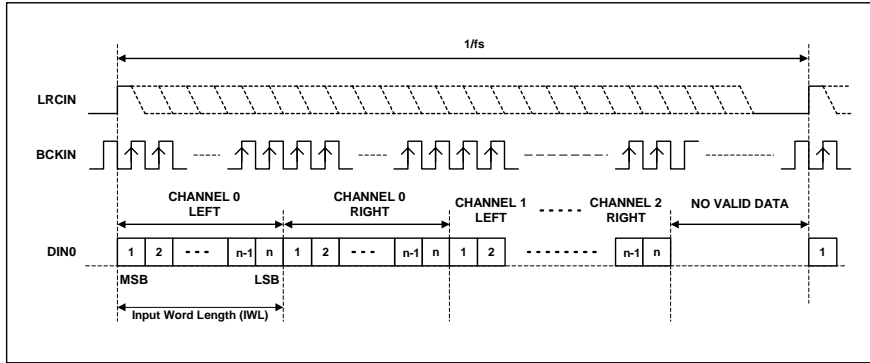 1/fs
LRCIN
BCKIN
CHANNEL 0
LEFT
CHANNEL 0
RIGHT
CHANNEL 1
LEFT
CHANNEL 2
RIGHT
NO VALID DATA
DIN0
1 2 n-1 n 1 2 n-1 n 1 2 n-1 n 1
MSB
LSB
Input Word Length (IWL)